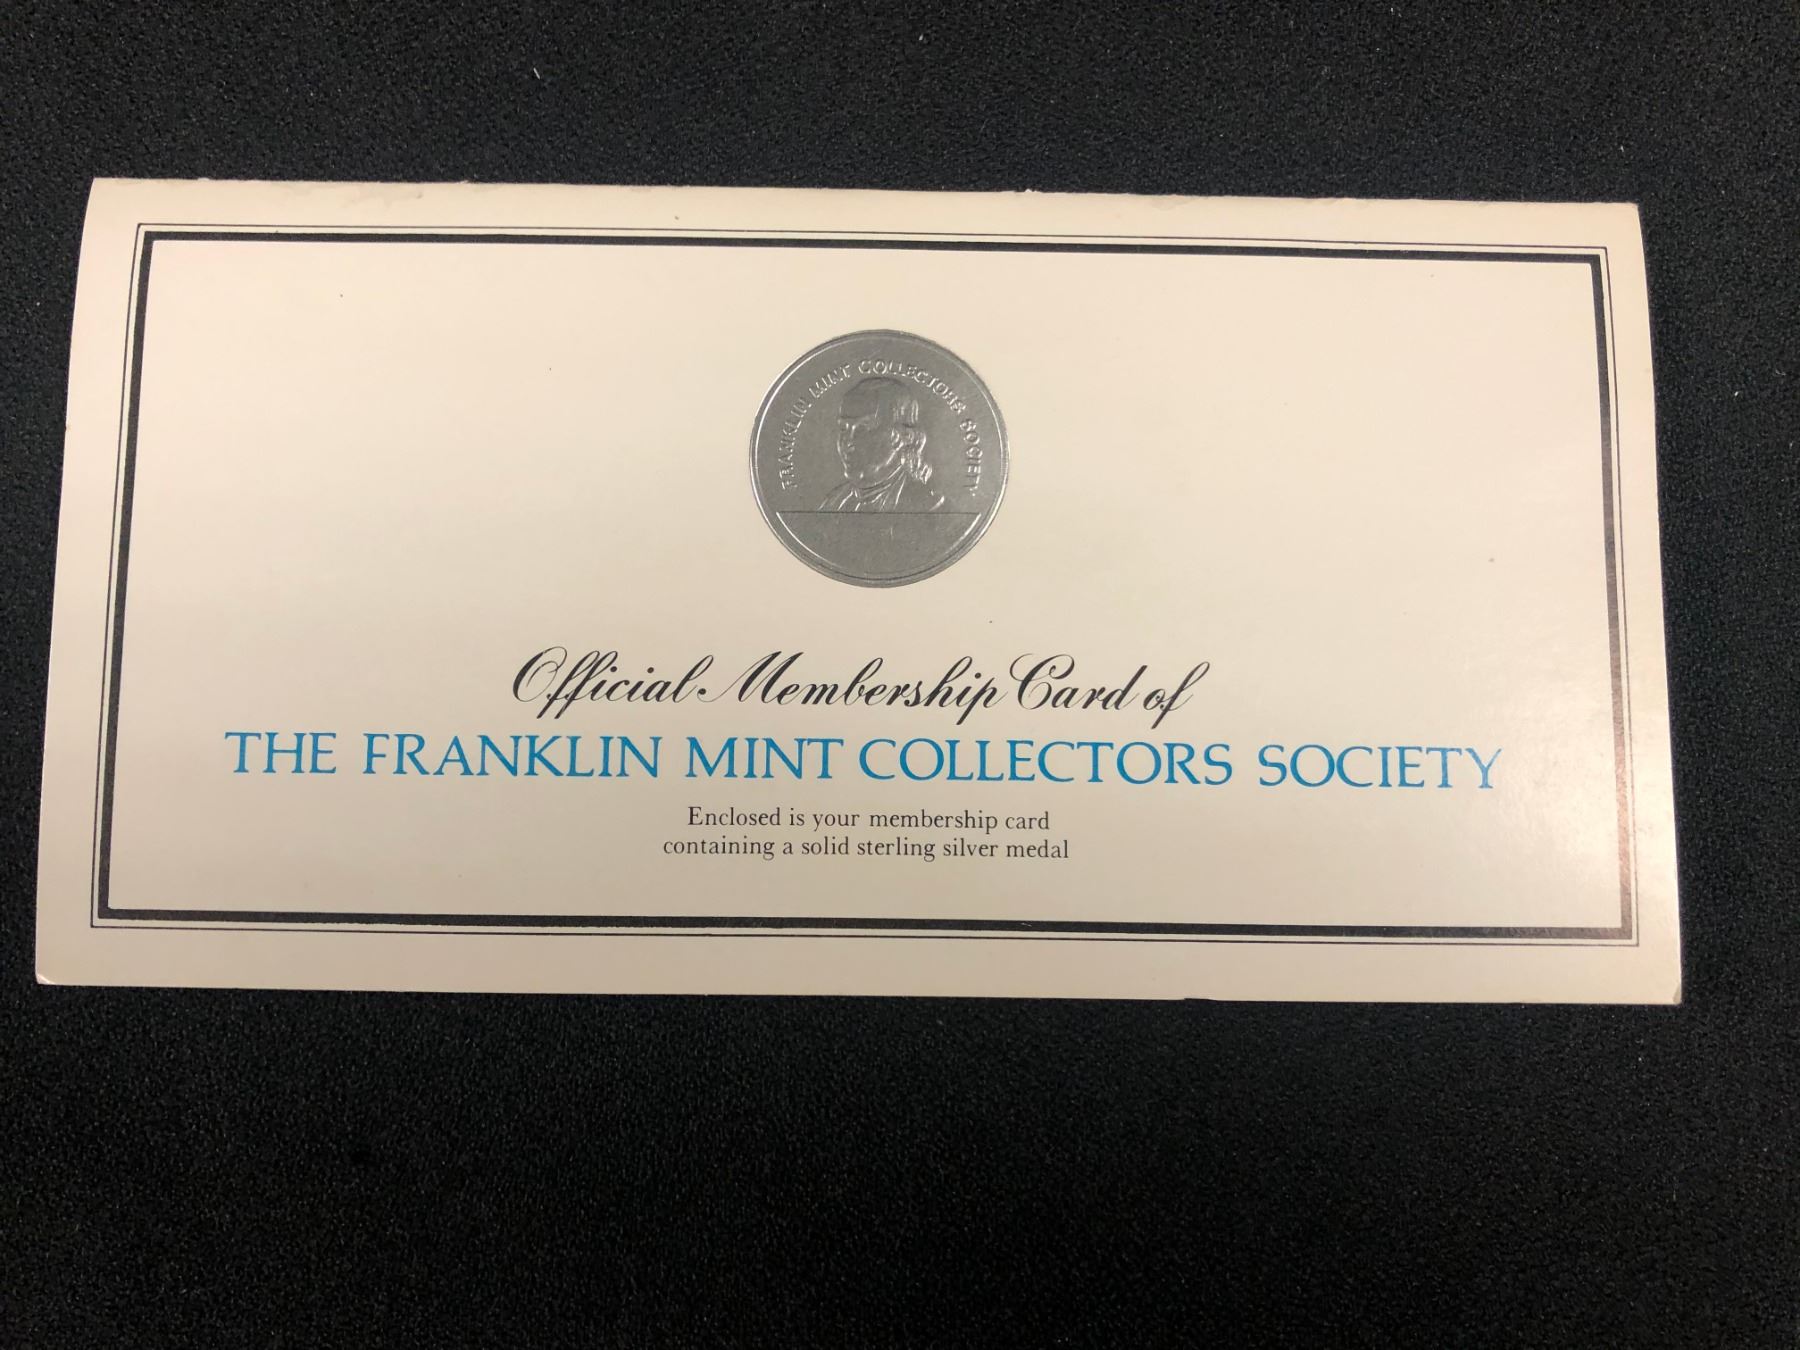 FRANKLIN MINT COLLECTORS SOCIETY
Official Membership Card of
THE FRANKLIN MINT COLLECTORS SOCIETY
Enclosed is your membership card
containing a solid sterling silver medal